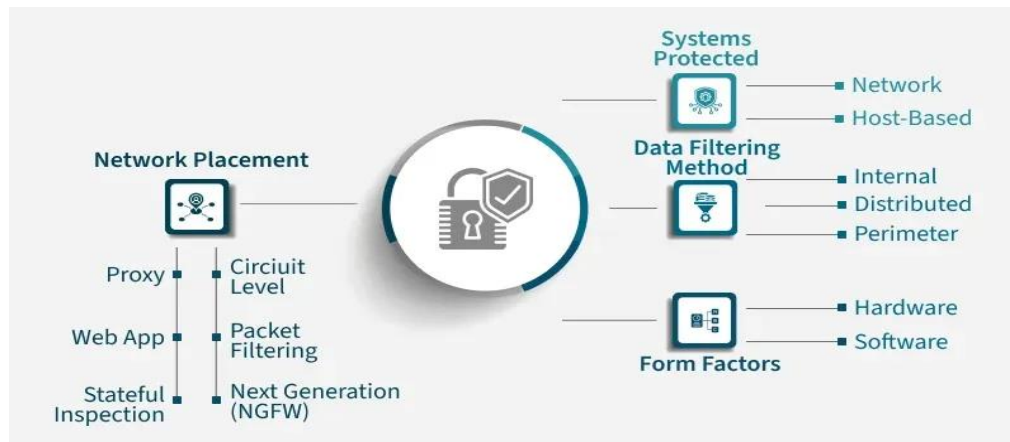 Network Placement
Proxy
Circiuit
Level
Web App
Packet
Filtering
Stateful
Inspection
Next Generation
(NGFW)
Systems
Protected
Network
Host-Based
Data Filtering
Method
Internal
Distributed
Perimeter
Form Factors
Hardware
Software